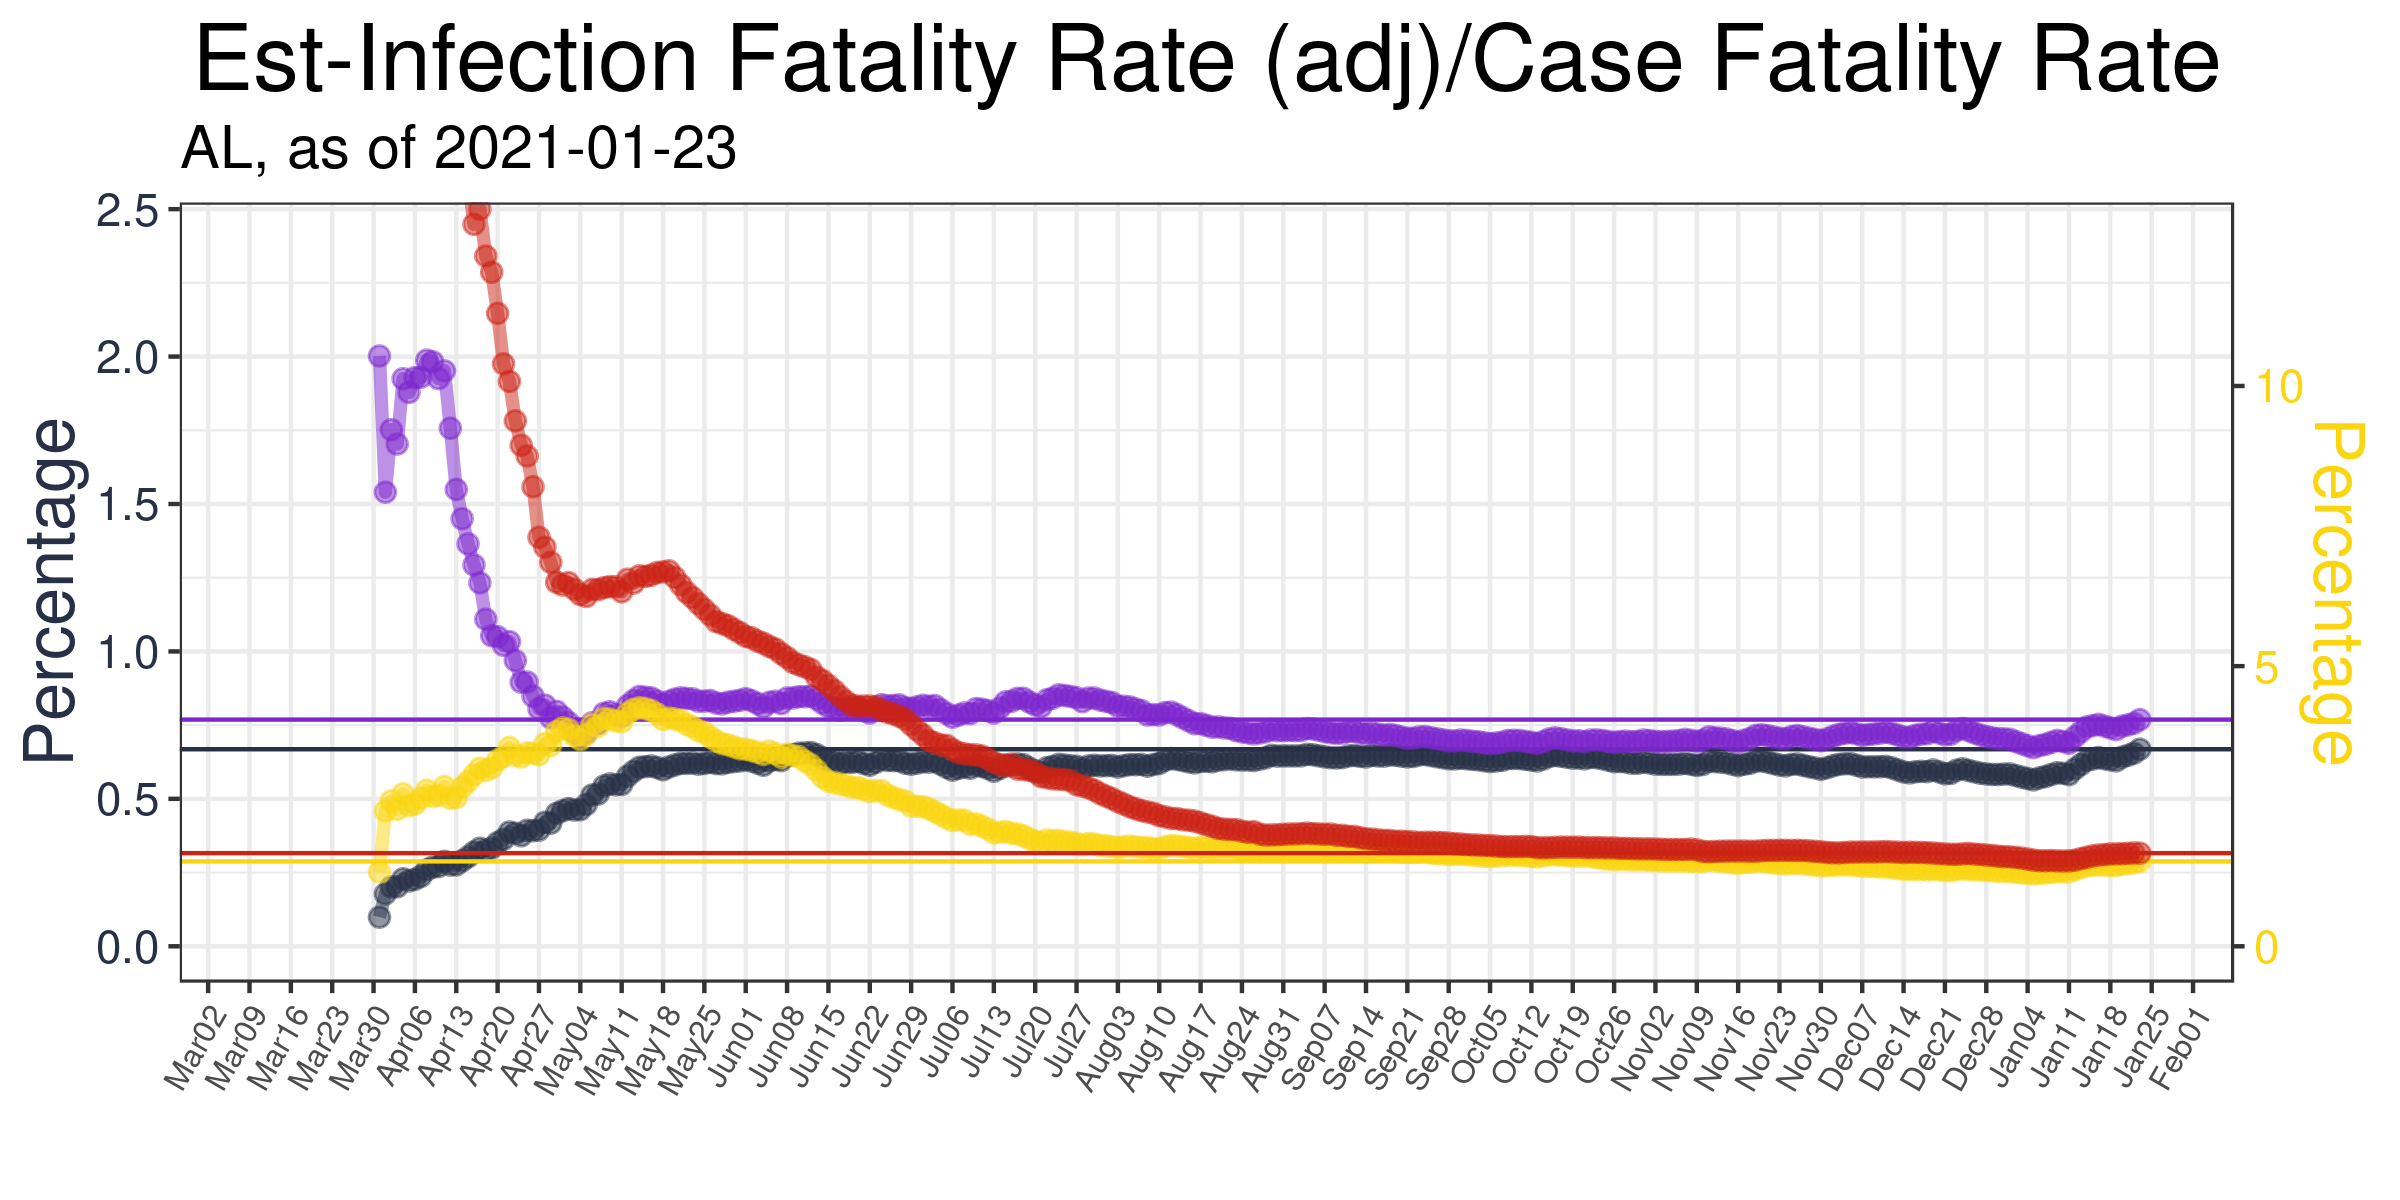 Est-Infection Fatality Rate (adj)/Case Fatality Rate
AL, as of 2021-01-23
Percentage
2.5
2.0
1.5
1.0
0.5
0.0
10
5
0
Percentage
Mar02
Mar09
Mar16
Mar23
Mar30
Apr06
Apr13
Apr20
Apr27
May04
May11
May18
May25
Jun01
Jun08
Jun15
Jun22
Jun29
Jul06
Jul13
Jul20
Jul27
Aug03
Aug10
Aug17
Aug24
Aug31
Sep07
Sep14
Sep21
Sep28
Oct05
Oct12
Oct19
Oct26
Nov02
Nov09
Nov16
Nov23
Nov30
Dec07
Dec14
Dec21
Dec28
Jan04
Jan11
Jan18
Jan25
Feb01